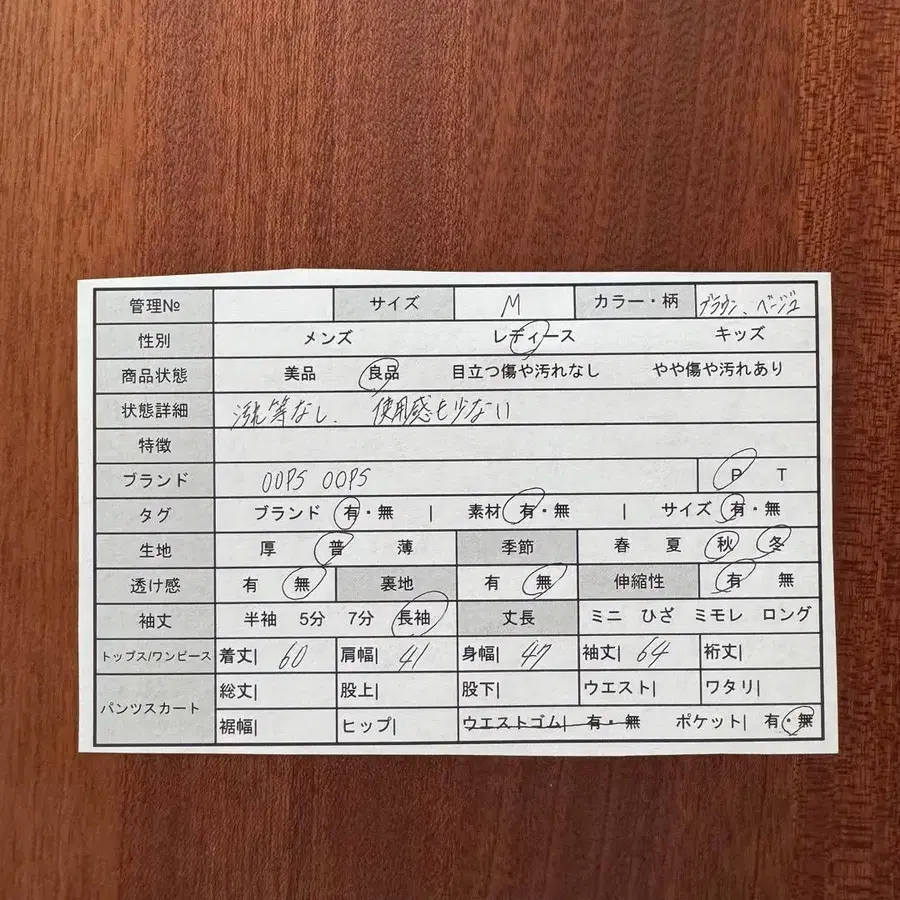 管理№ サイズ M カラー・柄 ブラウン、ベージュ
性別 メンズ レディース キッズ
商品状態 美品 良品 目立つ傷や汚れなし やや傷や汚れあり
状態詳細 等なし、使用感も少ない
特徴
ブランド OOPS OOPS P T
タグ ブランド 有・無 | 素材 有・無 | サイズ 有・無
生地 厚 普 薄 季節 春 夏 秋 冬
透け感 有 無 裏地 有 無 伸縮性 有 無
袖丈 半袖 5分 7分 長袖 丈長 ミニ ひざ ミモレ ロング
トップス/ワンピース 着丈| 60 肩幅| 41 身幅| 47 袖丈| 64 裄丈|
パンツスカート 総丈| 股上| 股下| ウエスト| ワタリ|
裾幅| ヒップ| ウエストゴム| 有・無 ポケット| 有・無